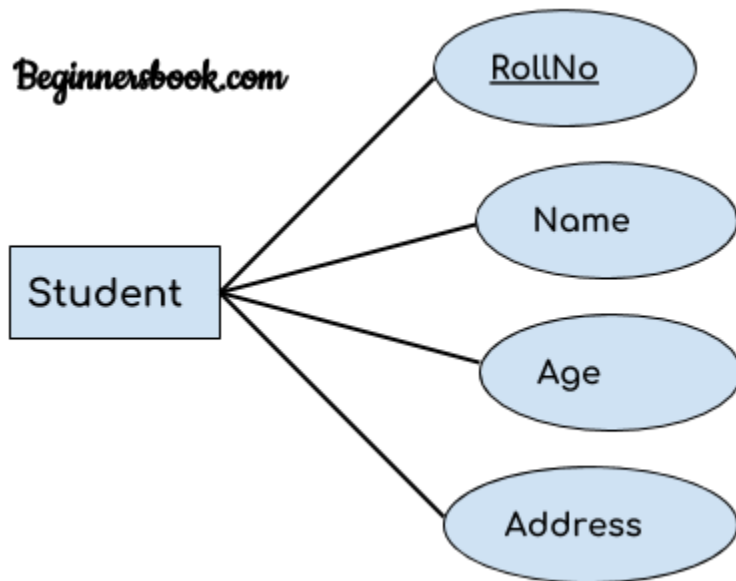 Beginnersbook.com
RollNo
Name
Student
Age
Address